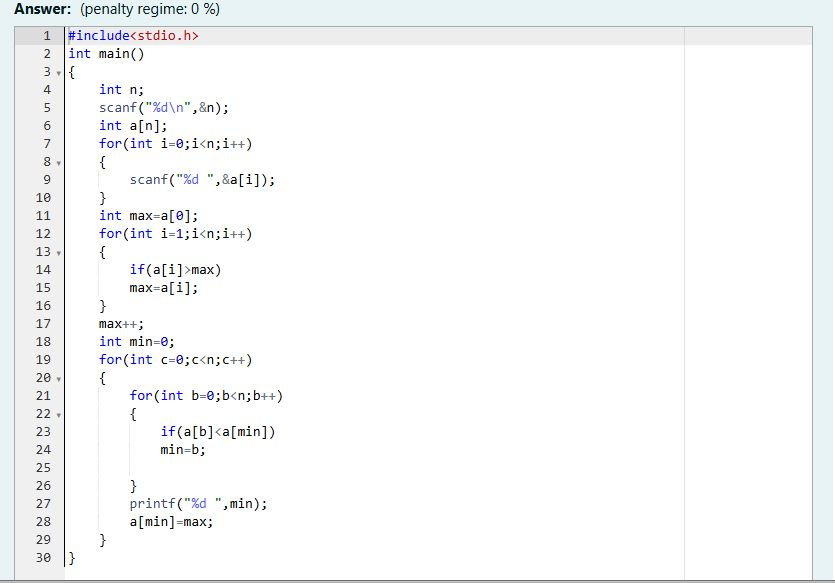 Answer: (penalty regime: 0 %)
1 #include<stdio.h>
2 int main()
3 {
4     int n;
5     scanf("%d\n",&n);
6     int a[n];
7     for(int i=0;i<n;i++)
8     {
9         scanf("%d ",&a[i]);
10     }
11     int max=a[0];
12     for(int i=1;i<n;i++)
13     {
14         if(a[i]>max)
15         max=a[i];
16     }
17     max++;
18     int min=0;
19     for(int c=0;c<n;c++)
20     {
21         for(int b=0;b<n;b++)
22         {
23             if(a[b]<a[min])
24             min=b;
25
26         }
27         printf("%d ",min);
28         a[min]=max;
29     }
30 }